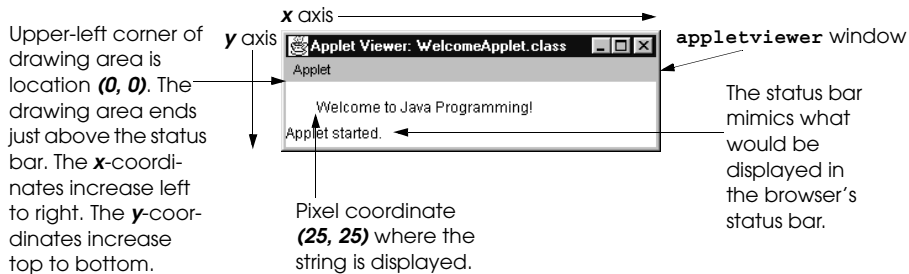 x axis
Upper-left corner of
drawing area is
location (0, 0). The
drawing area ends
just above the status
bar. The x-coordi-
nates increase left
to right. The y-coor-
dinates increase
top to bottom.
y axis
Applet Viewer: WelcomeApplet.class
Applet
Welcome to Java Programming!
Applet started.
appletviewer window
The status bar
mimics what
would be
displayed in
the browser's
status bar.
Pixel coordinate
(25, 25) where the
string is displayed.